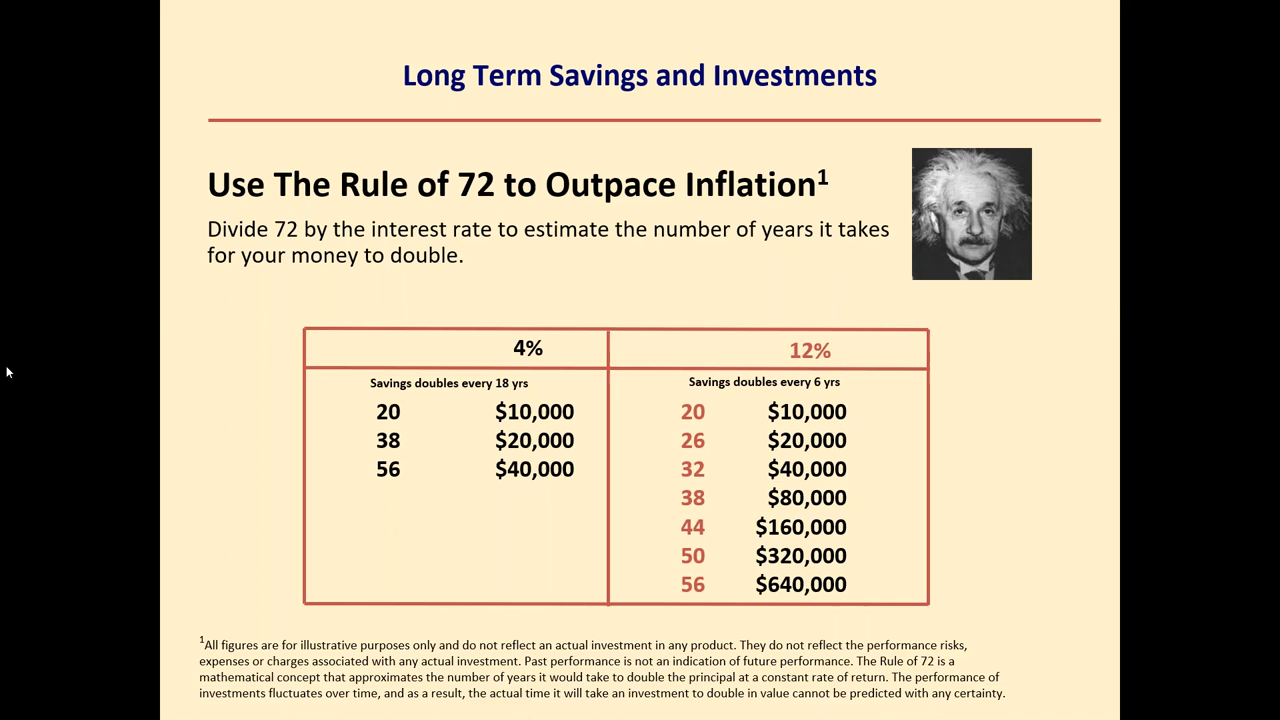 Long Term Savings and Investments
Use The Rule of 72 to Outpace Inflation¹
Divide 72 by the interest rate to estimate the number of years it takes
for your money to double.
4% 12%
Savings doubles every 18 yrs Savings doubles every 6 yrs
20 $10,000 20 $10,000
38 $20,000 26 $20,000
56 $40,000 32 $40,000
38 $80,000
44 $160,000
50 $320,000
56 $640,000
¹All figures are for illustrative purposes only and do not reflect an actual investment in any product. They do not reflect the performance risks,
expenses or charges associated with any actual investment. Past performance is not an indication of future performance. The Rule of 72 is a
mathematical concept that approximates the number of years it would take to double the principal at a constant rate of return. The performance of
investments fluctuates over time, and as a result, the actual time it will take an investment to double in value cannot be predicted with any certainty.